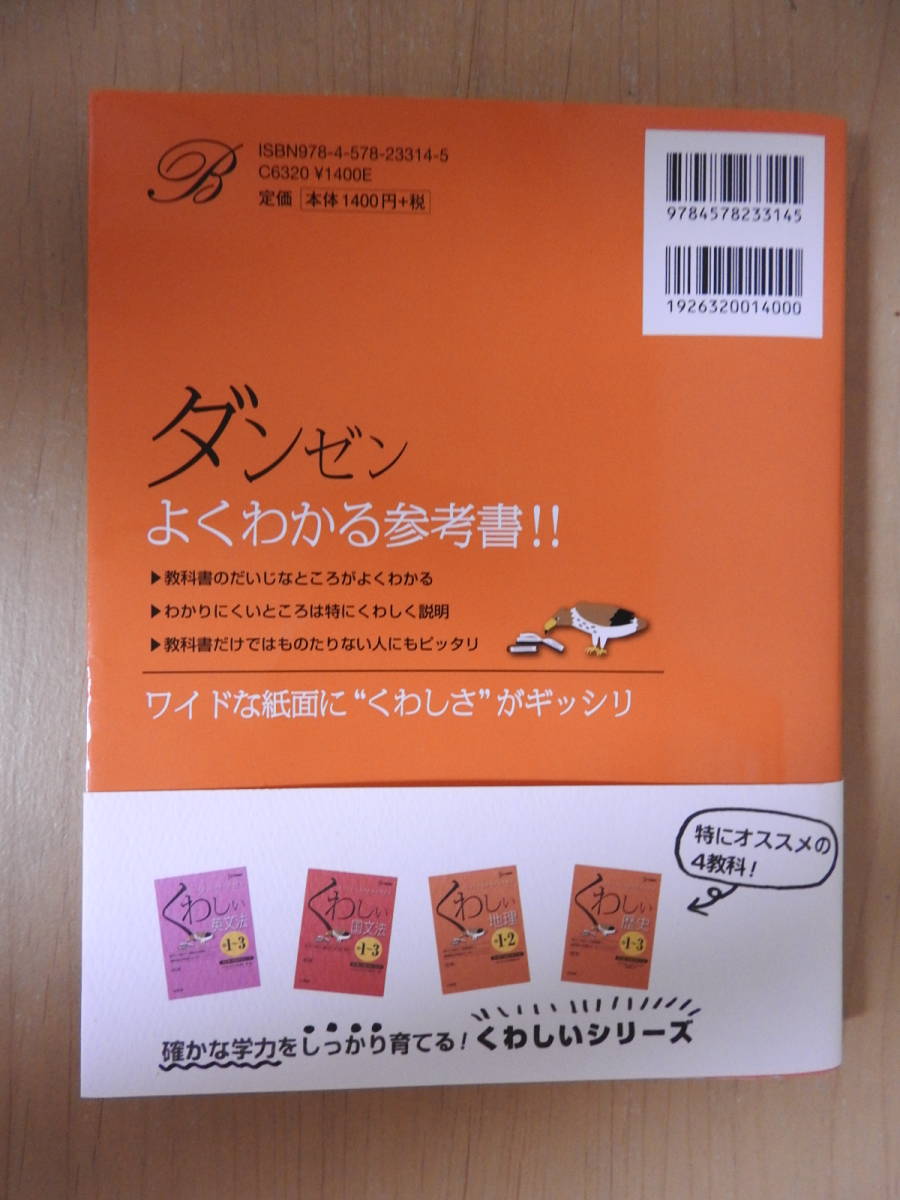 B
ISBN978-4-578-23314-5
C6320 ¥1400E
定価 本体1400円+税
9784578233145
1926320014000
ダンゼン
よくわかる参考書!!
▶教科書のだいじなところがよくわかる
▶わかりにくいところは特にくわしく説明
▶教科書だけではものたりない人にもピッタリ
ワイドな紙面に“くわしさ”がギッシリ
特にオススメの
4教科!
くわしい
英文法
中1~3
くわしい
国文法
中1~3
くわしい
地理
中1・2
くわしい
歴史
中1~3
確かな学力をしっかり育てる!くわしいシリーズ